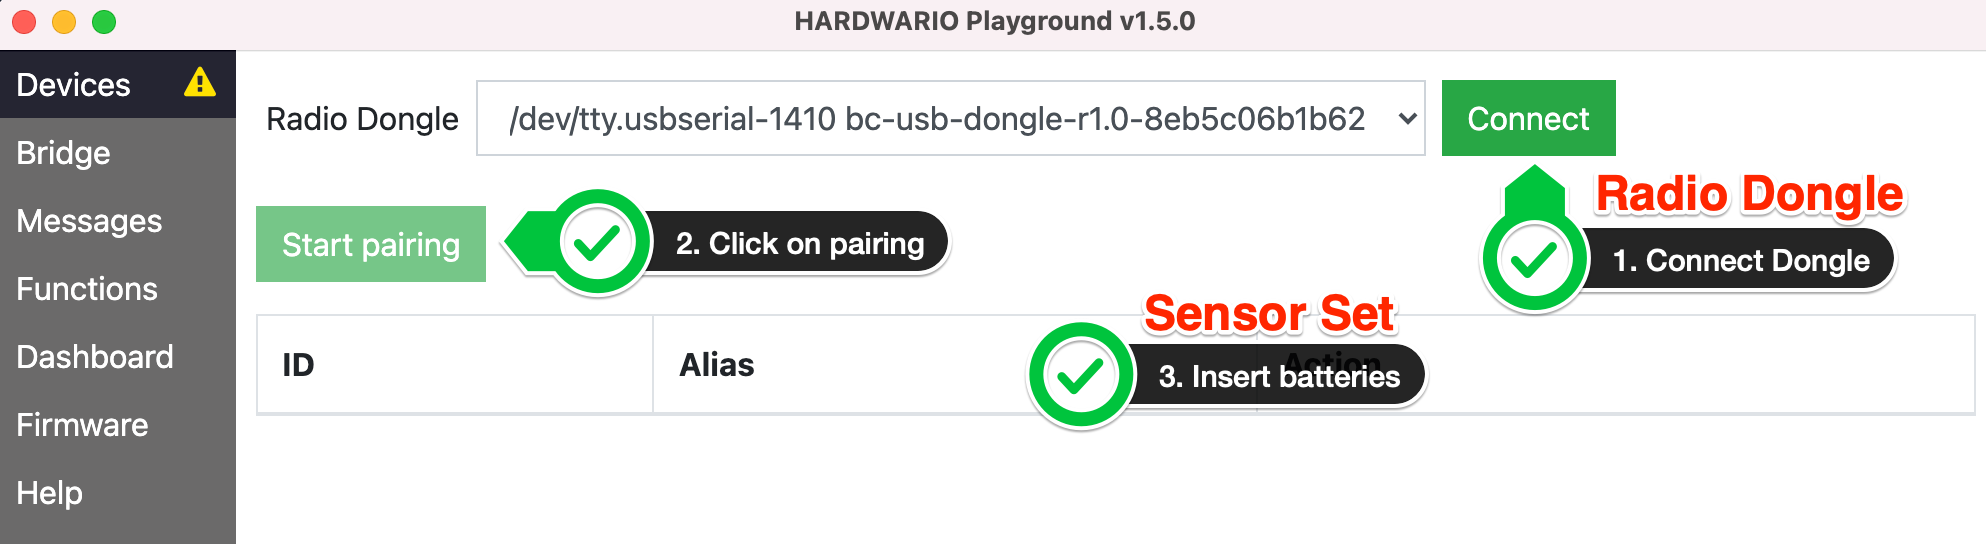 HARDWARIO Playground v1.5.0
Devices
Bridge
Messages
Functions
Dashboard
Firmware
Help
Radio Dongle
/dev/tty.usbserial-1410 bc-usb-dongle-r1.0-8eb5c06b1b62
Connect
Radio Dongle
1. Connect Dongle
Start pairing
2. Click on pairing
Sensor Set
3. Insert batteries
ID
Alias
Action